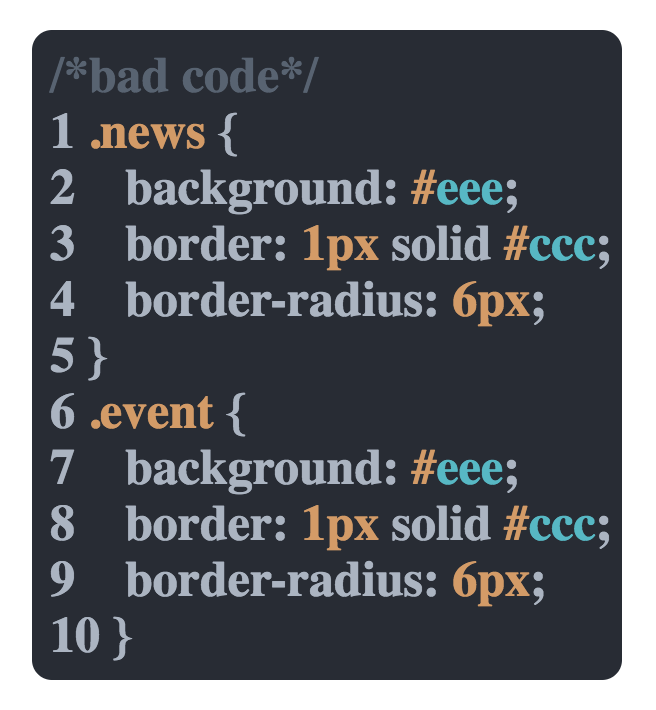 /*bad code*/
1 .news {
2    background: #eee;
3    border: 1px solid #ccc;
4    border-radius: 6px;
5 }
6 .event {
7    background: #eee;
8    border: 1px solid #ccc;
9    border-radius: 6px;
10 }